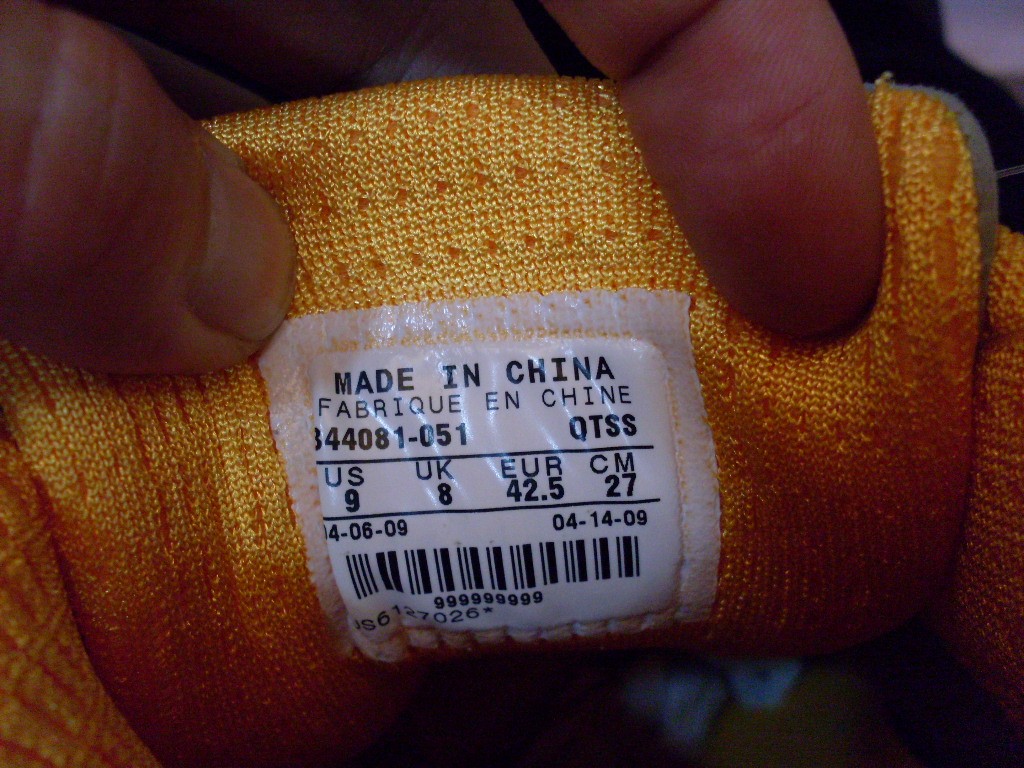 MADE IN CHINA
FABRIQUE EN CHINE
344081-051 QTSS
US UK EUR CM
9 8 42.5 27
04-06-09 04-14-09
999999999
US6127026*